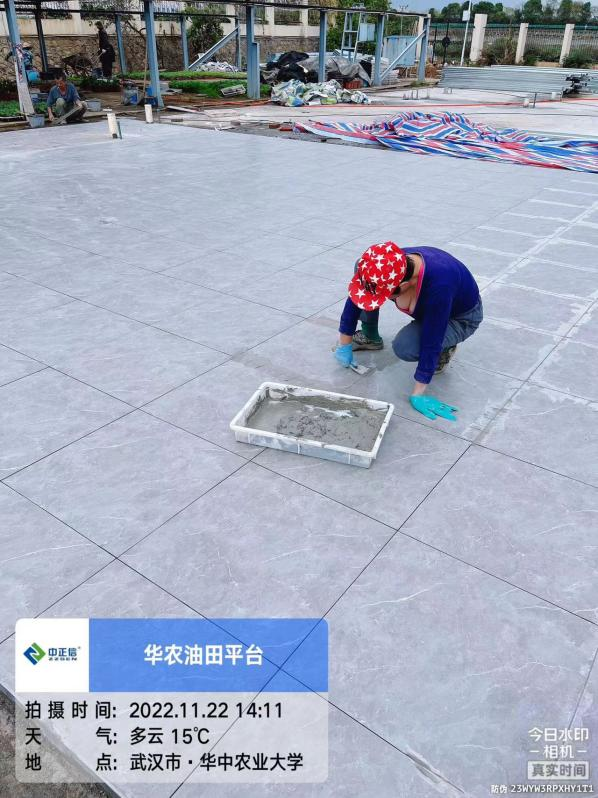 中正信
ZZSEN
华农油田平台
拍摄时间: 2022.11.22 14:11
天气: 多云 15℃
地点: 武汉市·华中农业大学
今日水印
相机
真实时间
防伪 23WYW3RPXHY1T1